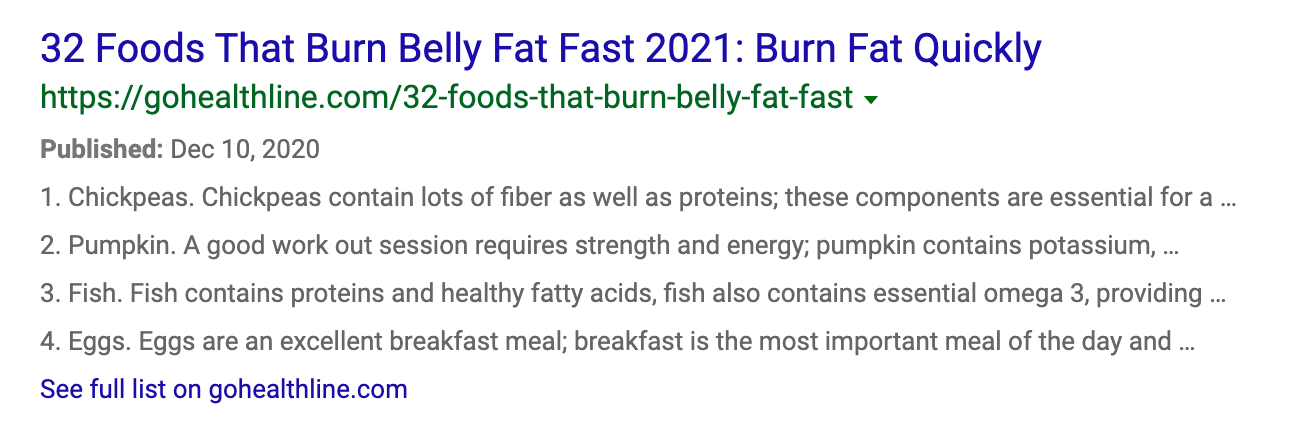 32 Foods That Burn Belly Fat Fast 2021: Burn Fat Quickly
https://gohealthline.com/32-foods-that-burn-belly-fat-fast
Published: Dec 10, 2020
1. Chickpeas. Chickpeas contain lots of fiber as well as proteins; these components are essential for a ...
2. Pumpkin. A good work out session requires strength and energy; pumpkin contains potassium, ...
3. Fish. Fish contains proteins and healthy fatty acids, fish also contains essential omega 3, providing ...
4. Eggs. Eggs are an excellent breakfast meal; breakfast is the most important meal of the day and ...
See full list on gohealthline.com